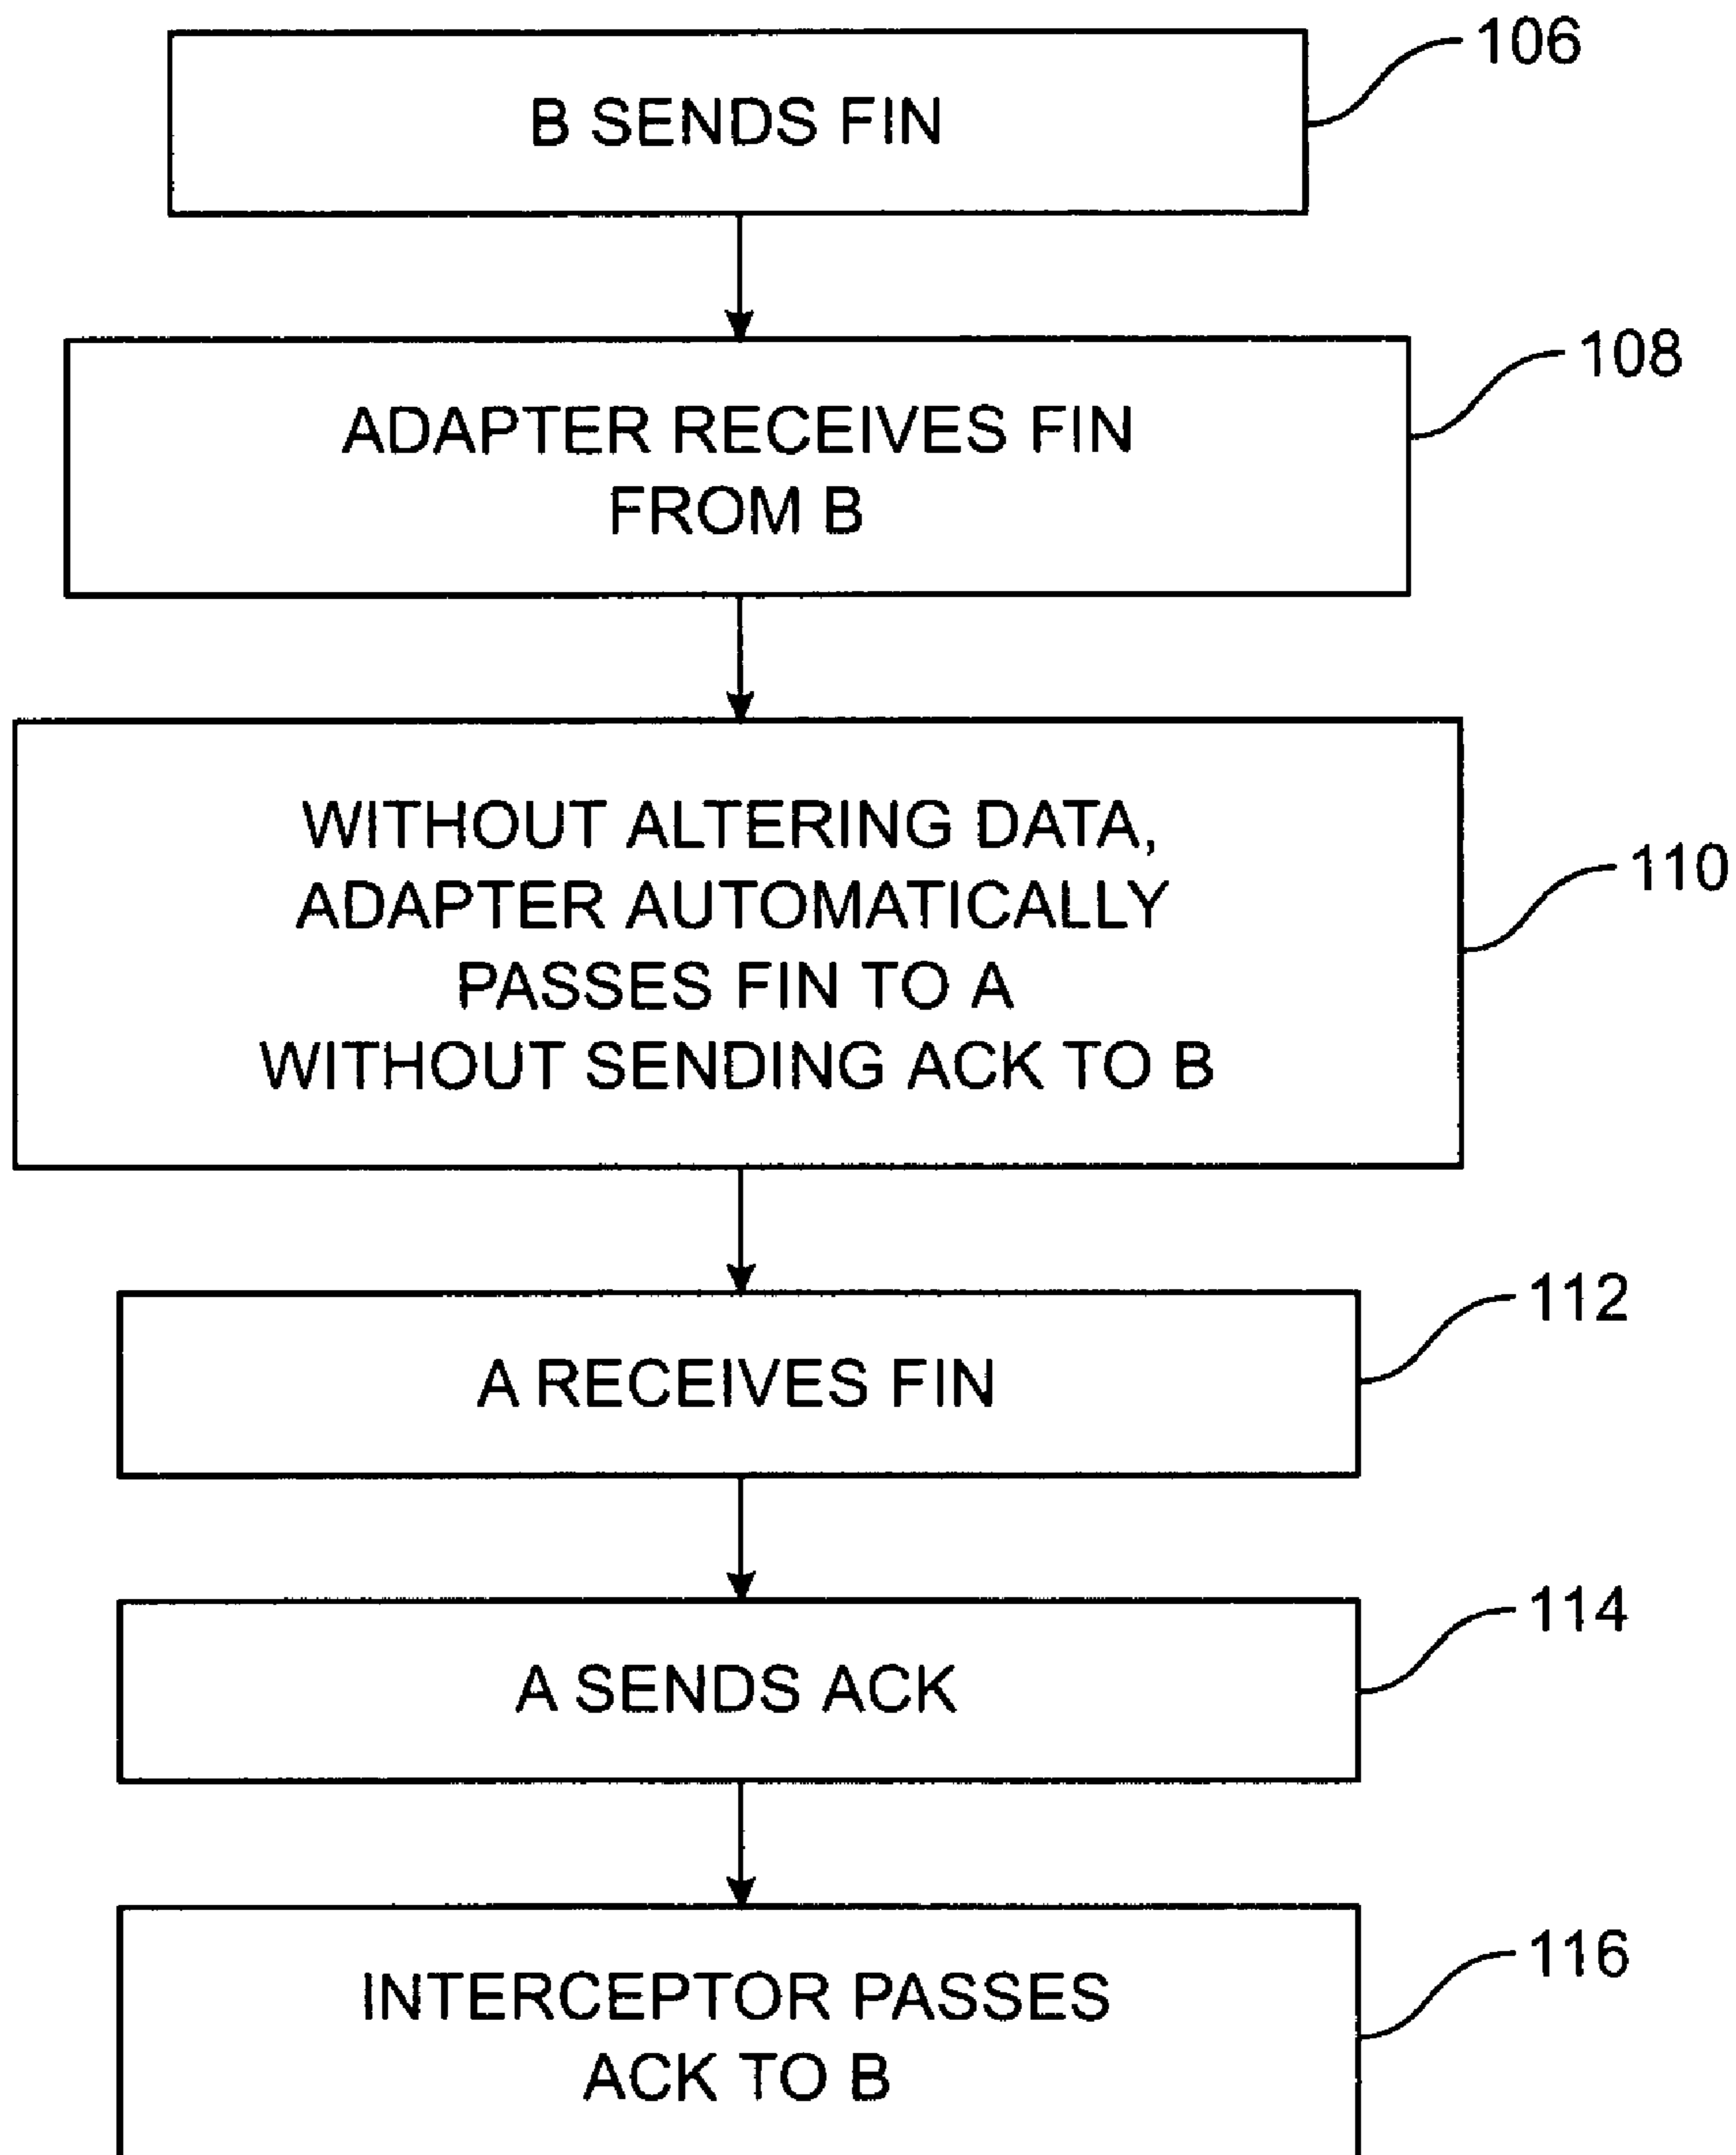 106
B SENDS FIN
108
ADAPTER RECEIVES FIN
FROM B
WITHOUT ALTERING DATA,
ADAPTER AUTOMATICALLY
PASSES FIN TO A
WITHOUT SENDING ACK TO B
110
112
A RECEIVES FIN
114
A SENDS ACK
116
INTERCEPTOR PASSES
ACK TO B